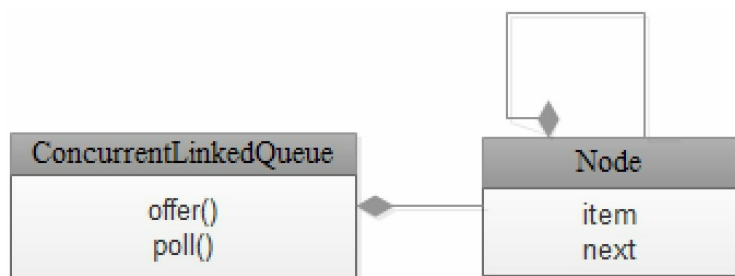 ConcurrentLinkedQueue
offer()
poll()
Node
item
next